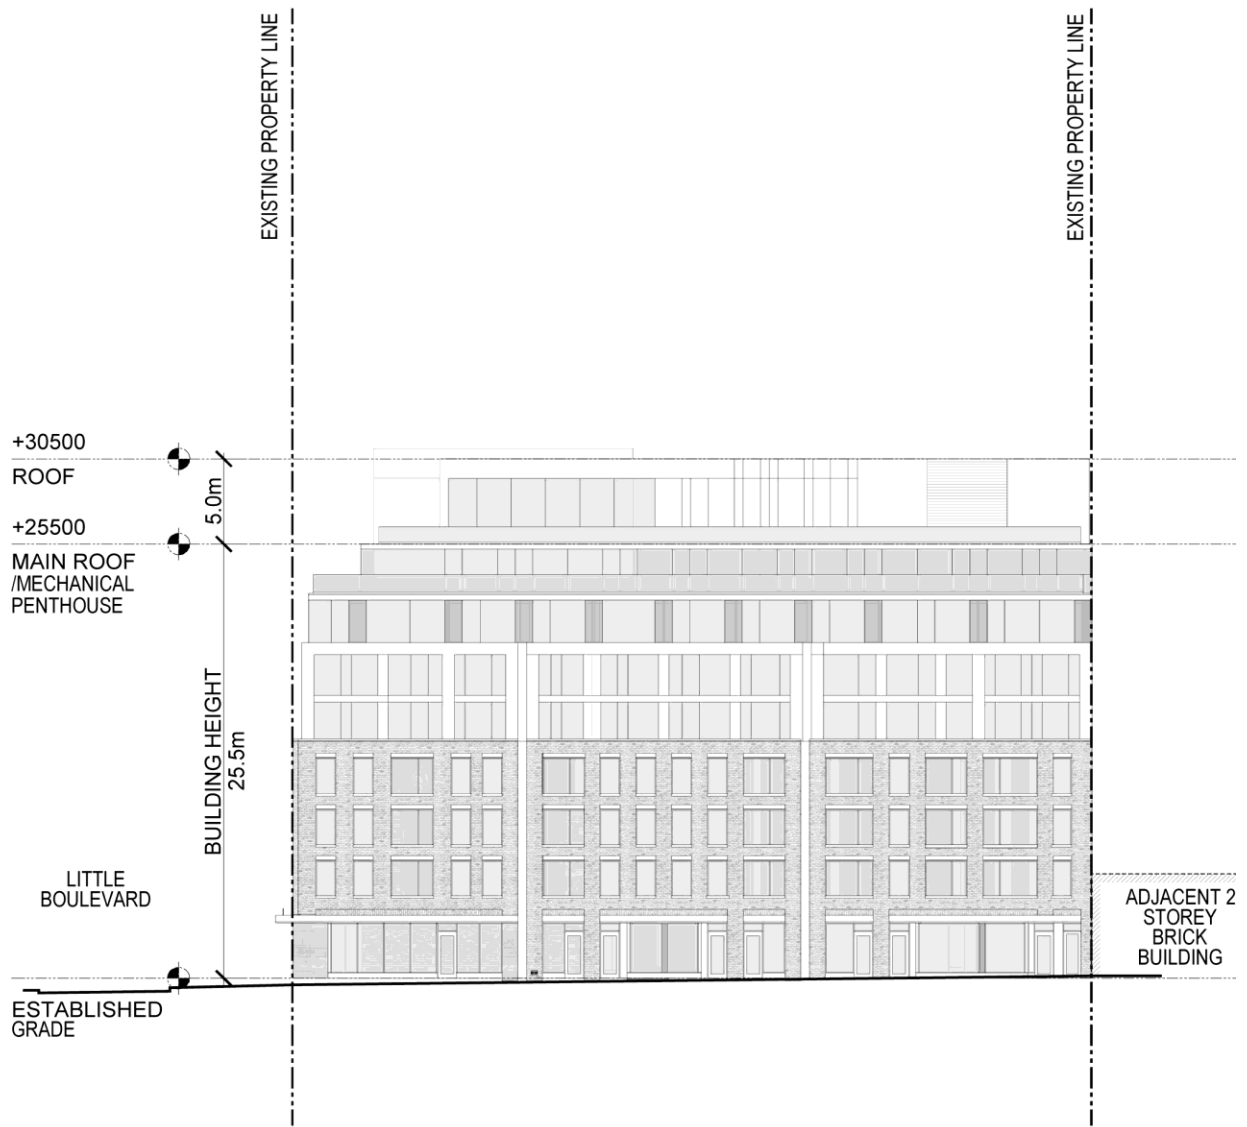 EXISTING PROPERTY LINE
EXISTING PROPERTY LINE
+30500
ROOF
5.0m
+25500
MAIN ROOF
/MECHANICAL
PENTHOUSE
BUILDING HEIGHT
25.5m
LITTLE
BOULEVARD
ADJACENT 2
STOREY
BRICK
BUILDING
ESTABLISHED
GRADE